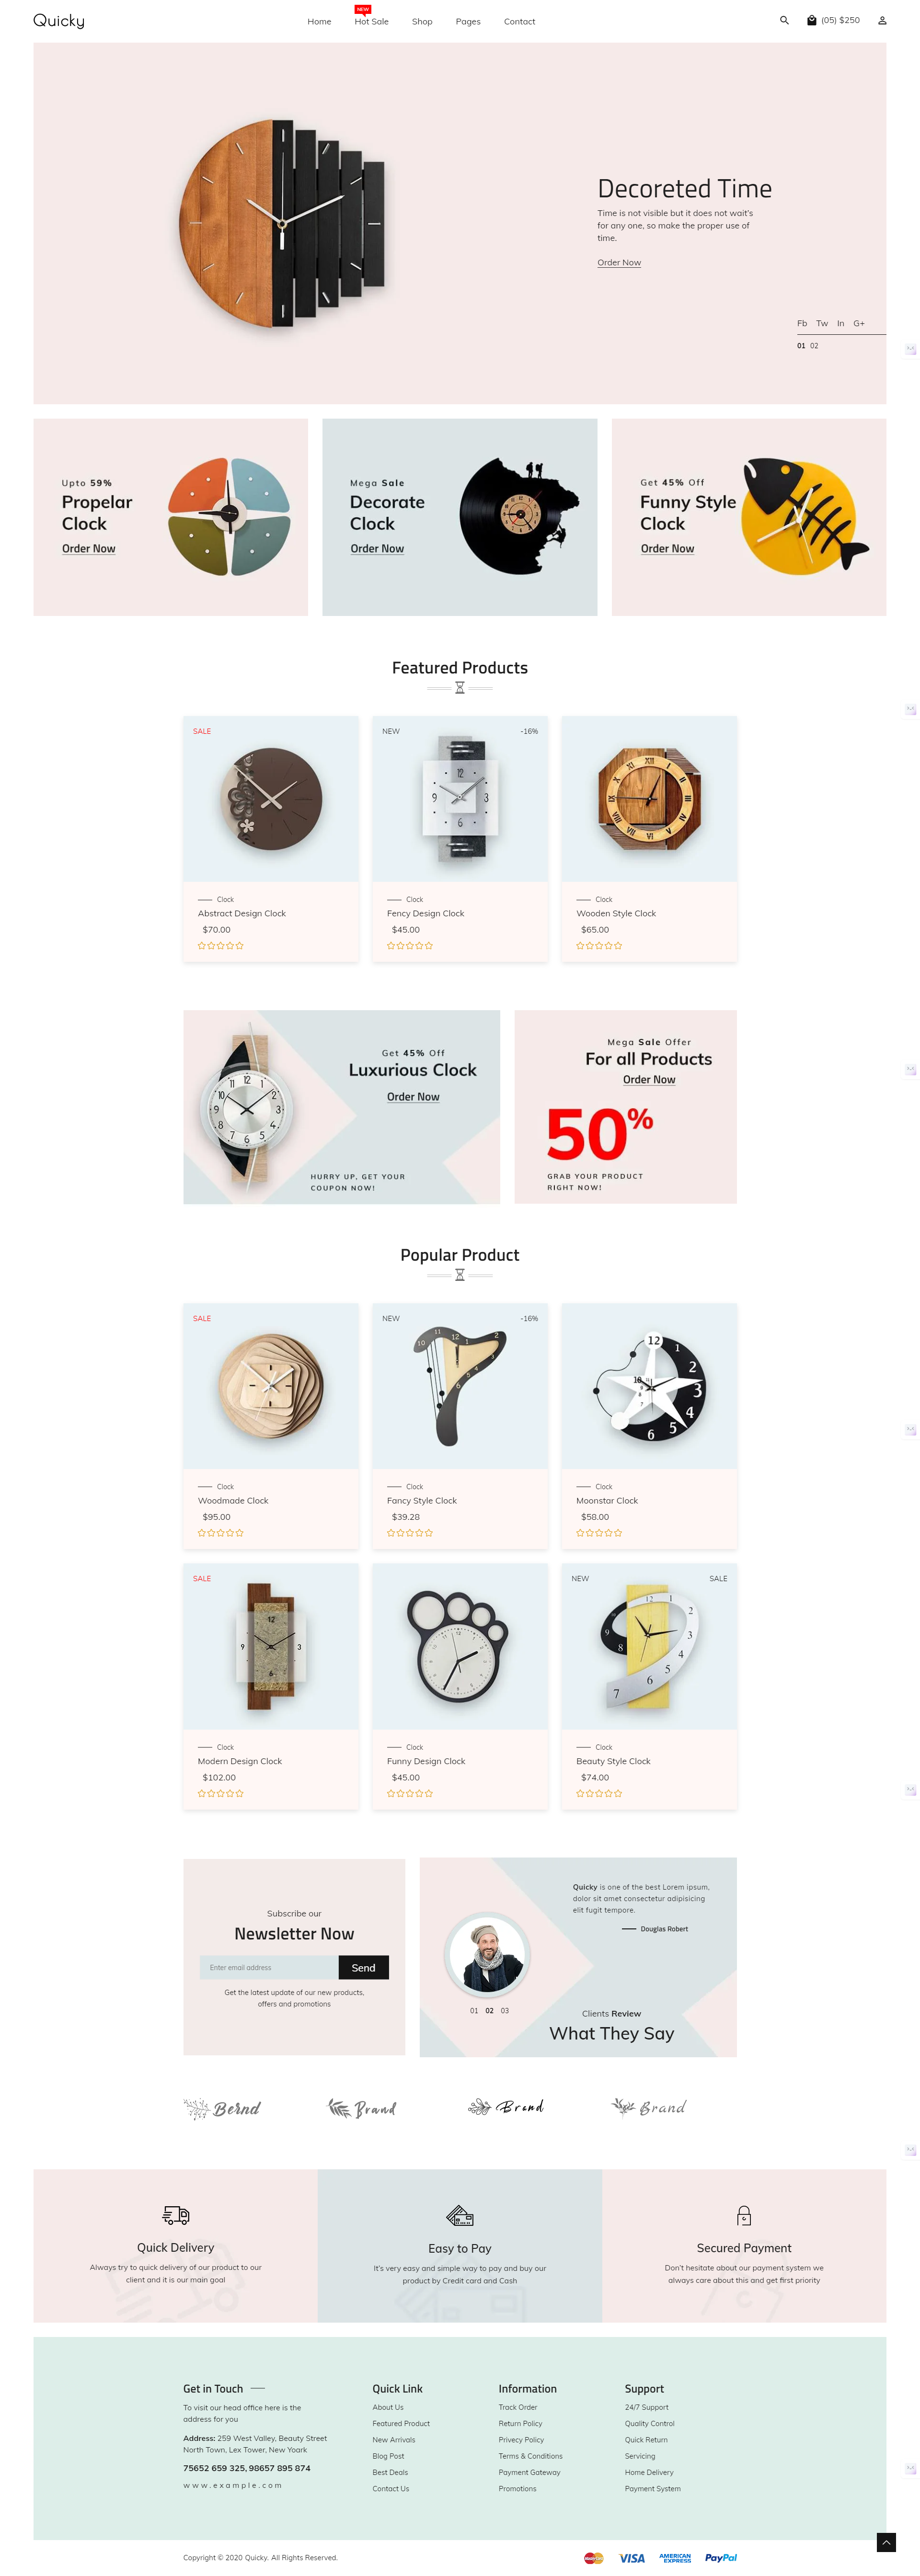 Quicky
Home
NEW
Hot Sale
Shop
Pages
Contact
(05) $250
Decoreted Time
Time is not visible but it does not wait's
for any one, so make the proper use of
time.
Order Now
Fb Tw In G+
01 02
Upto 59%
Propelar
Clock
Order Now
Mega Sale
Decorate
Clock
Order Now
Get 45% Off
Funny Style
Clock
Order Now
Featured Products
SALE
Clock
Abstract Design Clock
$70.00
NEW
-16%
12
9 3
6
Clock
Fency Design Clock
$45.00
Clock
Wooden Style Clock
$65.00
Get 45% Off
Luxurious Clock
Order Now
HURRY UP, GET YOUR
COUPON NOW!
Mega Sale Offer
For all Products
Order Now
50%
GRAB YOUR PRODUCT
RIGHT NOW!
Popular Product
SALE
Clock
Woodmade Clock
$95.00
NEW
-16%
Clock
Fancy Style Clock
$39.28
Clock
Moonstar Clock
$58.00
SALE
12
9 3
6
Clock
Modern Design Clock
$102.00
Clock
Funny Design Clock
$45.00
NEW
SALE
Clock
Beauty Style Clock
$74.00
Subscribe our
Newsletter Now
Enter email address
Send
Get the latest update of our new products,
offers and promotions
Quicky is one of the best Lorem ipsum,
dolor sit amet consectetur adipisicing
elit fugit tempore.
Douglas Robert
01 02 03
Clients Review
What They Say
Bernd
Brand
Brand
Brand
Quick Delivery
Always try to quick delivery of our product to our
client and it is our main goal
Easy to Pay
It's very easy and simple way to pay and buy our
product by Credit card and Cash
Secured Payment
Don't hesitate about our payment system we
always care about this and get first priority
Get in Touch
To visit our head office here is the
address for you
Address: 259 West Valley, Beauty Street
North Town, Lex Tower, New Yoark
75652 659 325, 98657 895 874
www.example.com
Quick Link
About Us
Featured Product
New Arrivals
Blog Post
Best Deals
Contact Us
Information
Track Order
Return Policy
Privecy Policy
Terms & Conditions
Payment Gateway
Promotions
Support
24/7 Support
Quality Control
Quick Return
Servicing
Home Delivery
Payment System
Copyright © 2020 Quicky. All Rights Reserved.
VISA
AMERICAN
EXPRESS
PayPal